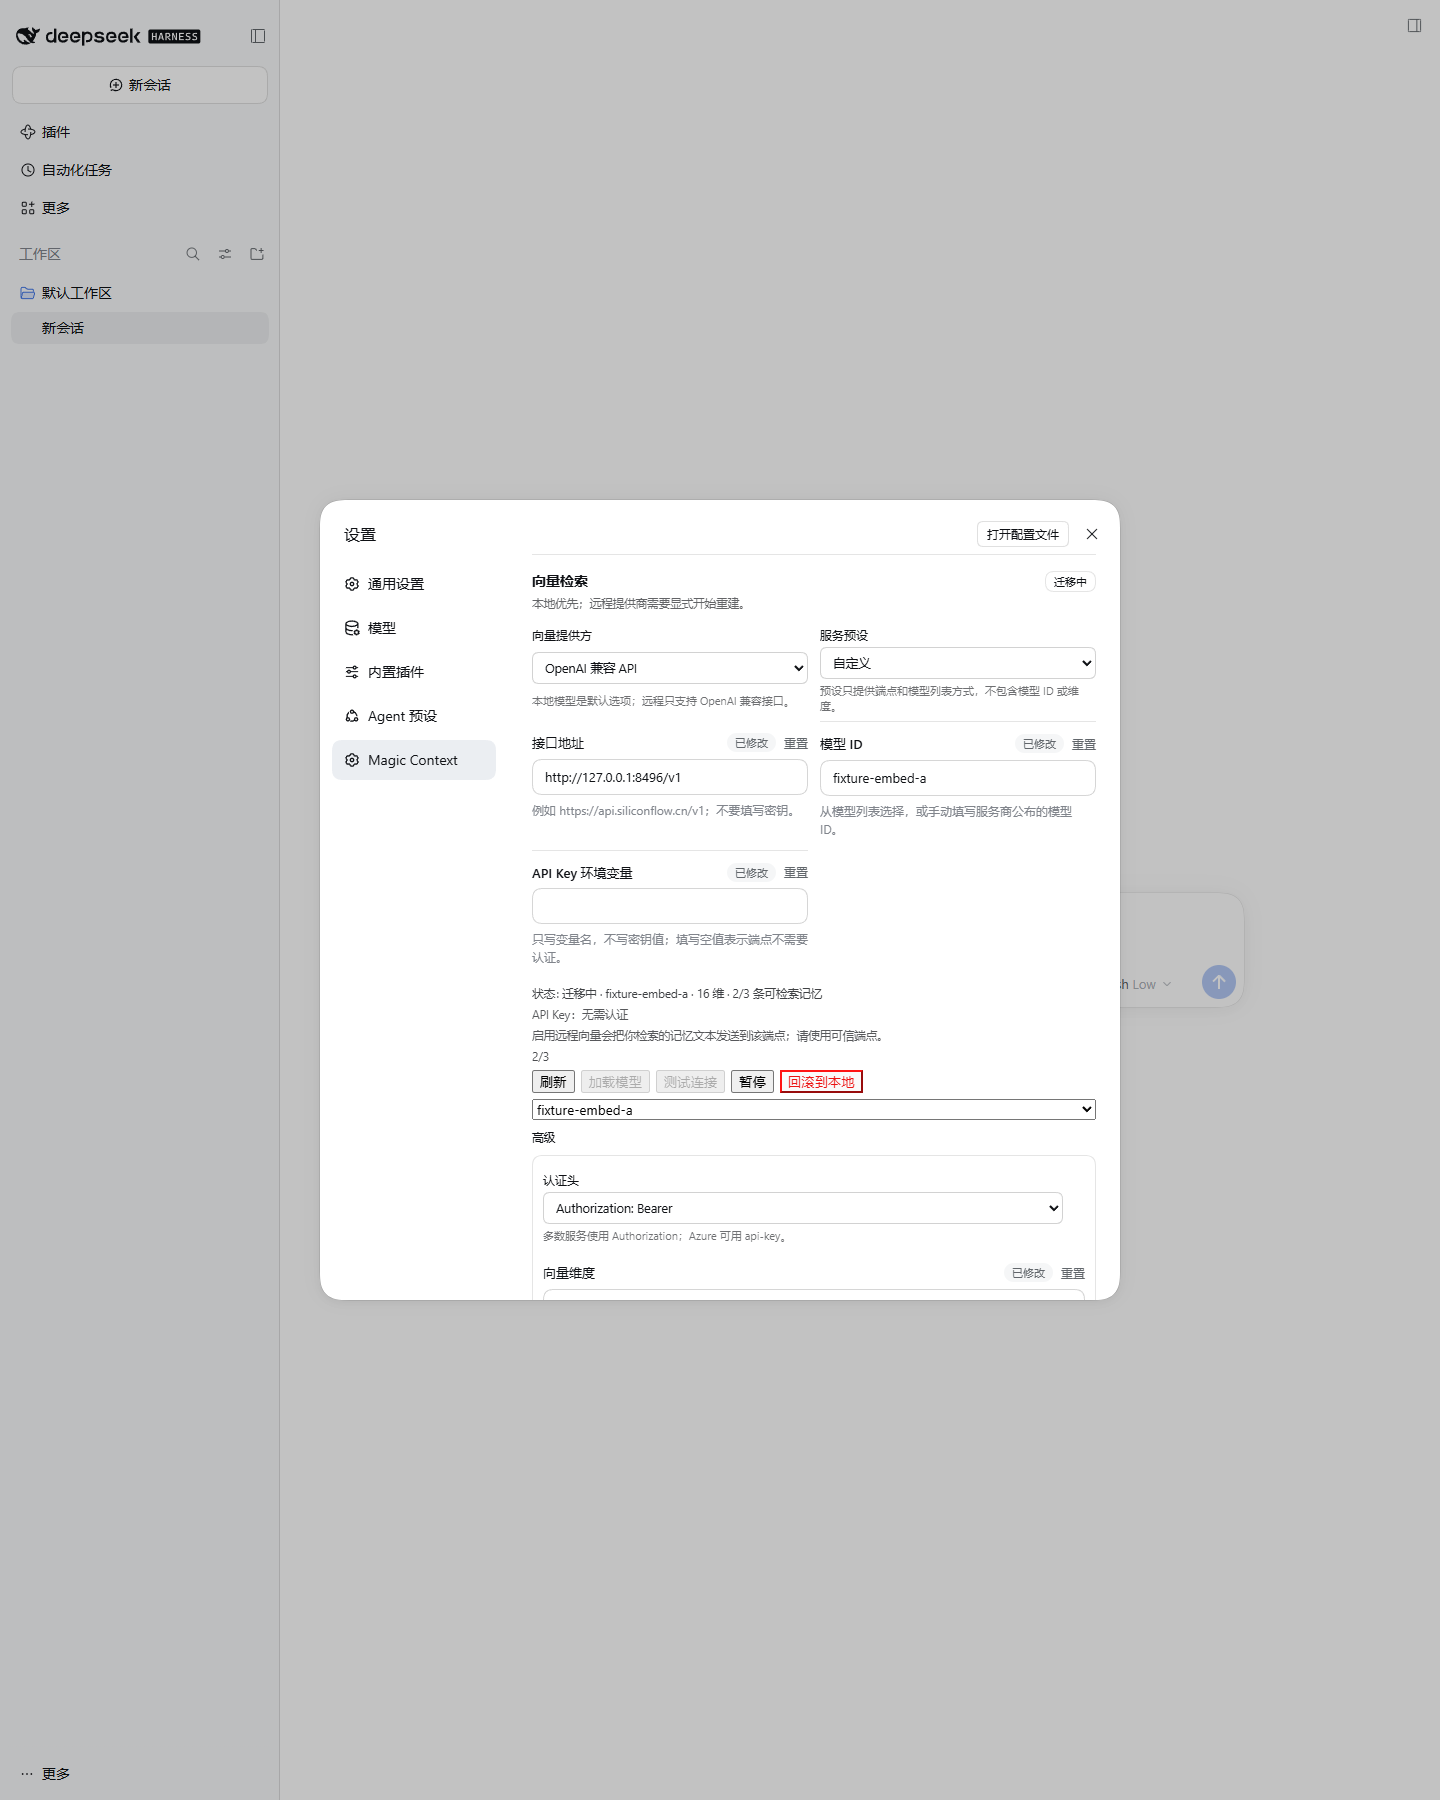 deepseek HARNESS
新会话
插件
自动化任务
更多
工作区
默认工作区
新会话
设置
打开配置文件
通用设置
模型
内置插件
Agent 预设
Magic Context
向量检索
迁移中
本地优先；远程提供商需要显式开始重建。
向量提供方
OpenAI 兼容 API
本地模型是默认选项；远程只支持 OpenAI 兼容接口。
服务预设
自定义
预设只提供端点和模型列表方式，不包含模型 ID 或维
度。
接口地址
已修改
重置
http://127.0.0.1:8496/v1
例如 https://api.siliconflow.cn/v1；不要填写密钥。
模型 ID
已修改
重置
fixture-embed-a
从模型列表选择，或手动填写服务商公布的模型
ID。
API Key 环境变量
已修改
重置
只写变量名，不写密钥值；填写空值表示端点不需要
认证。
状态: 迁移中 · fixture-embed-a · 16 维 · 2/3 条可检索记忆
API Key：无需认证
启用远程向量会把你检索的记忆文本发送到该端点；请使用可信端点。
2/3
刷新
加载模型
测试连接
暂停
回滚到本地
fixture-embed-a
高级
认证头
Authorization: Bearer
多数服务使用 Authorization；Azure 可用 api-key。
向量维度
已修改
重置
Low
更多